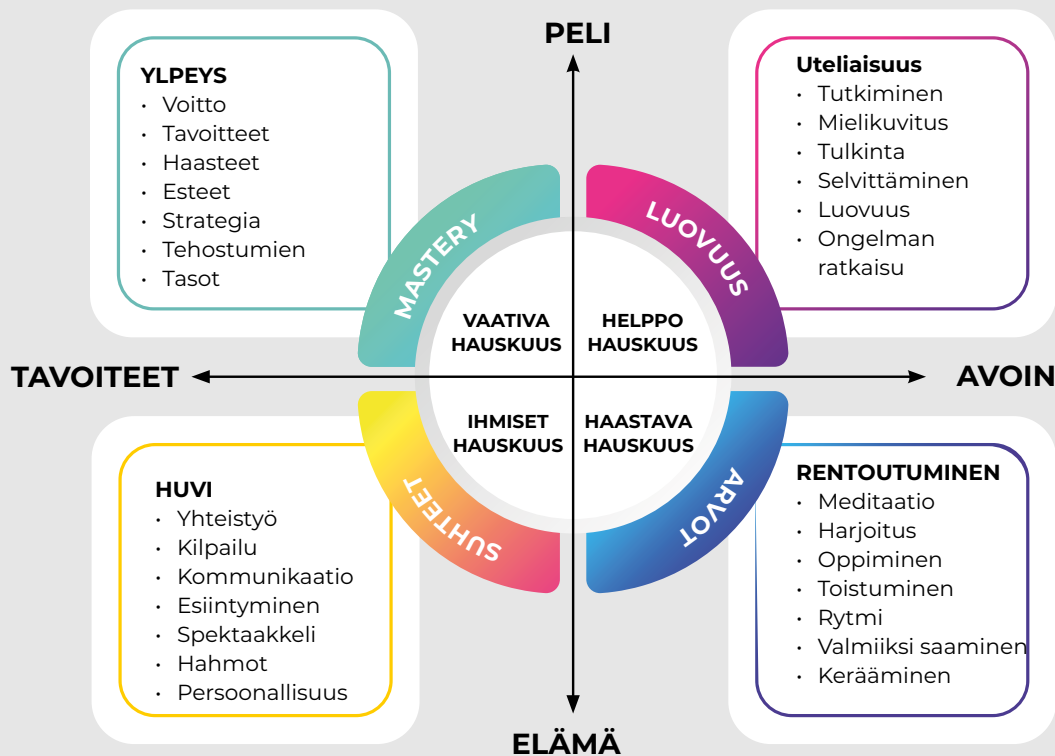 PELI
YLPEYS
· Voitto
· Tavoitteet
· Haasteet
· Esteet
· Strategia
· Tehostumien
· Tasot
Uteliaisuus
· Tutkiminen
· Mielikuvitus
· Tulkinta
· Selvittäminen
· Luovuus
· Ongelman
ratkaisu
MASTERY
LUOVUUS
VAATIVA
HAUSKUUS
HELPPO
HAUSKUUS
TAVOITEET
AVOIN
IHMISET
HAUSKUUS
HAASTAVA
HAUSKUUS
SUHTEET
ARVOT
HUVI
· Yhteistyö
· Kilpailu
· Kommunikaatio
· Esiintyminen
· Spektaakkeli
· Hahmot
· Persoonallisuus
RENTOUTUMINEN
· Meditaatio
· Harjoitus
· Oppiminen
· Toistuminen
· Rytmi
· Valmiiksi saaminen
· Kerääminen
ELÄMÄ